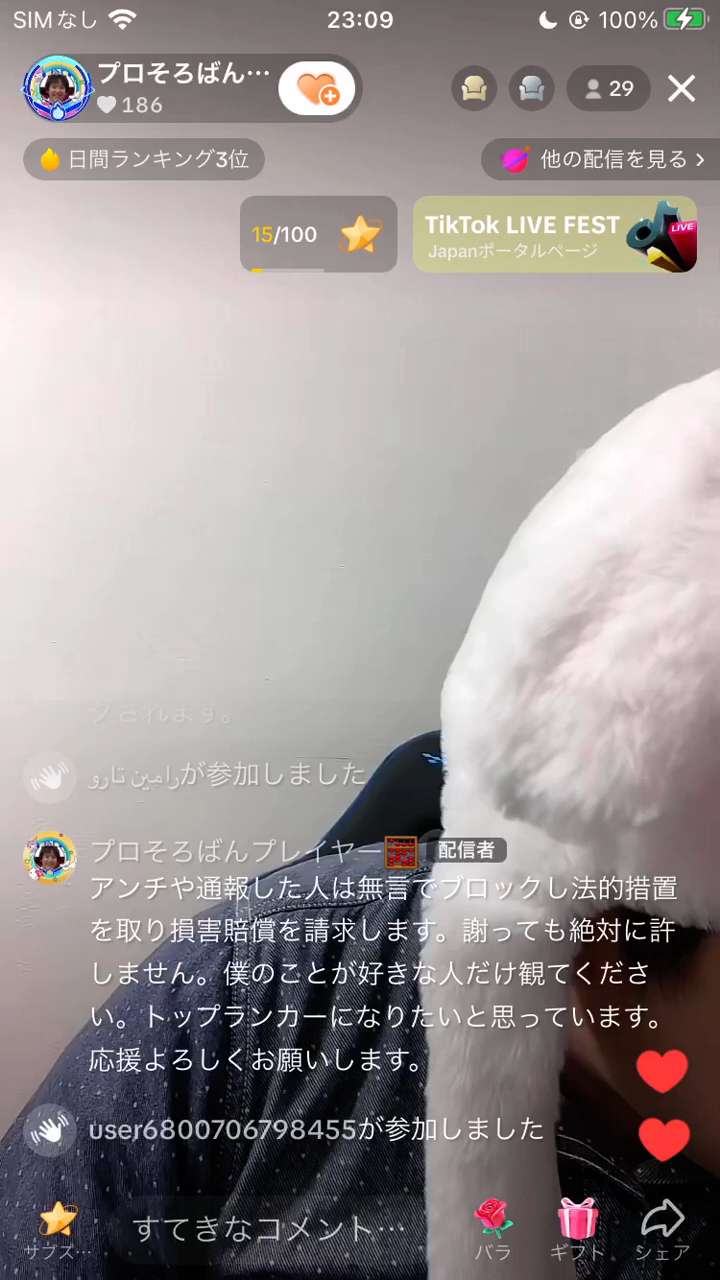 SIMなし
23:09
100%
プロそろばん…
186
29
日間ランキング3位
他の配信を見る
15/100
TikTok LIVE FEST
Japanポータルページ
LIVE
グされます。
رامین تاروが参加しました
プロそろばんプレイヤー🧮 配信者
アンチや通報した人は無言でブロックし法的措置
を取り損害賠償を請求します。謝っても絶対に許
しません。僕のことが好きな人だけ観てくださ
い。トップランカーになりたいと思っています。
応援よろしくお願いします。
user6800706798455が参加しました
すてきなコメント…
サブス…
バラ
ギフト
シェア